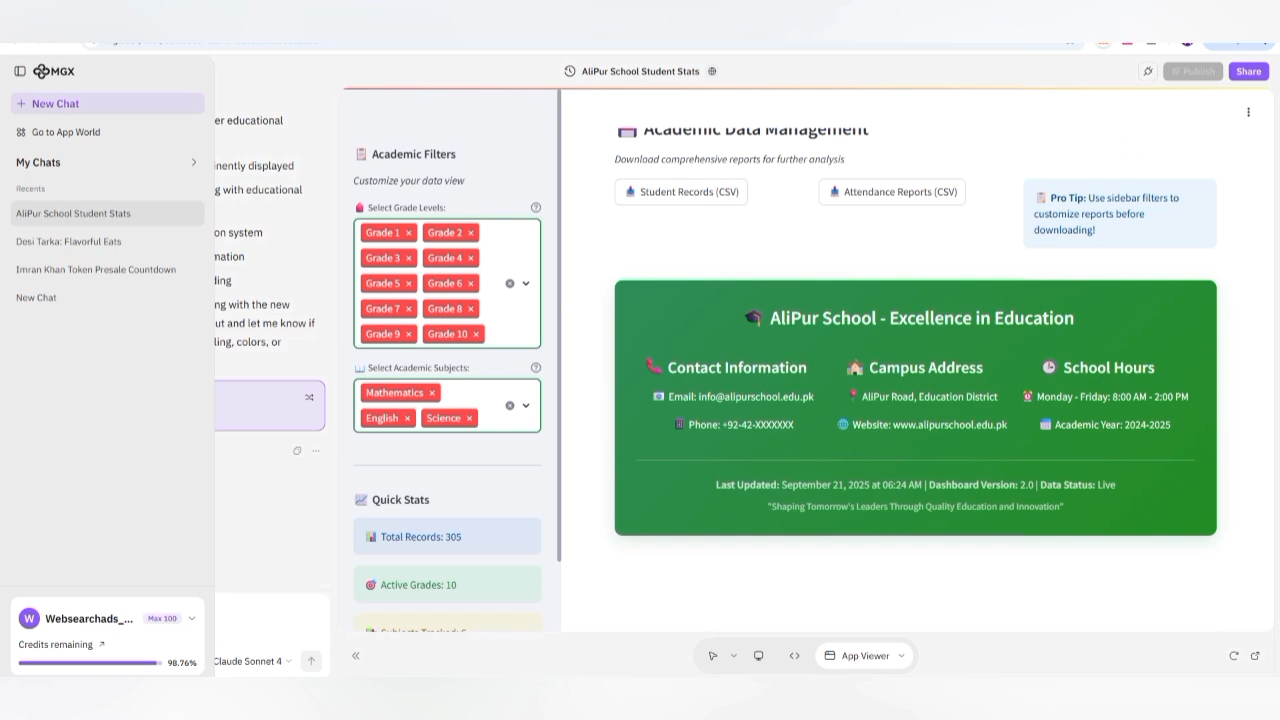 MGX
New Chat
Go to App World
My Chats
Recents
AliPur School Student Stats
Desi Tarka: Flavorful Eats
Imran Khan Token Presale Countdown
New Chat
Websearchads_... Max 100
Credits remaining
98.76%
er educational
inently displayed
g with educational
on system
mation
ling
ng with the new
ut and let me know if
ling, colors, or
Claude Sonnet 4
AliPur School Student Stats
Publish
Share
Academic Filters
Customize your data view
Select Grade Levels:
Grade 1 × Grade 2 ×
Grade 3 × Grade 4 ×
Grade 5 × Grade 6 ×
Grade 7 × Grade 8 ×
Grade 9 × Grade 10 ×
Select Academic Subjects:
Mathematics ×
English × Science ×
Quick Stats
Total Records: 305
Active Grades: 10
Academic Data Management
Download comprehensive reports for further analysis
Student Records (CSV)
Attendance Reports (CSV)
Pro Tip: Use sidebar filters to
customize reports before
downloading!
AliPur School - Excellence in Education
Contact Information
Email: info@alipurschool.edu.pk
Phone: +92-42-XXXXXXX
Campus Address
AliPur Road, Education District
Website: www.alipurschool.edu.pk
School Hours
Monday - Friday: 8:00 AM - 2:00 PM
Academic Year: 2024-2025
Last Updated: September 21, 2025 at 06:24 AM | Dashboard Version: 2.0 | Data Status: Live
"Shaping Tomorrow's Leaders Through Quality Education and Innovation"
App Viewer